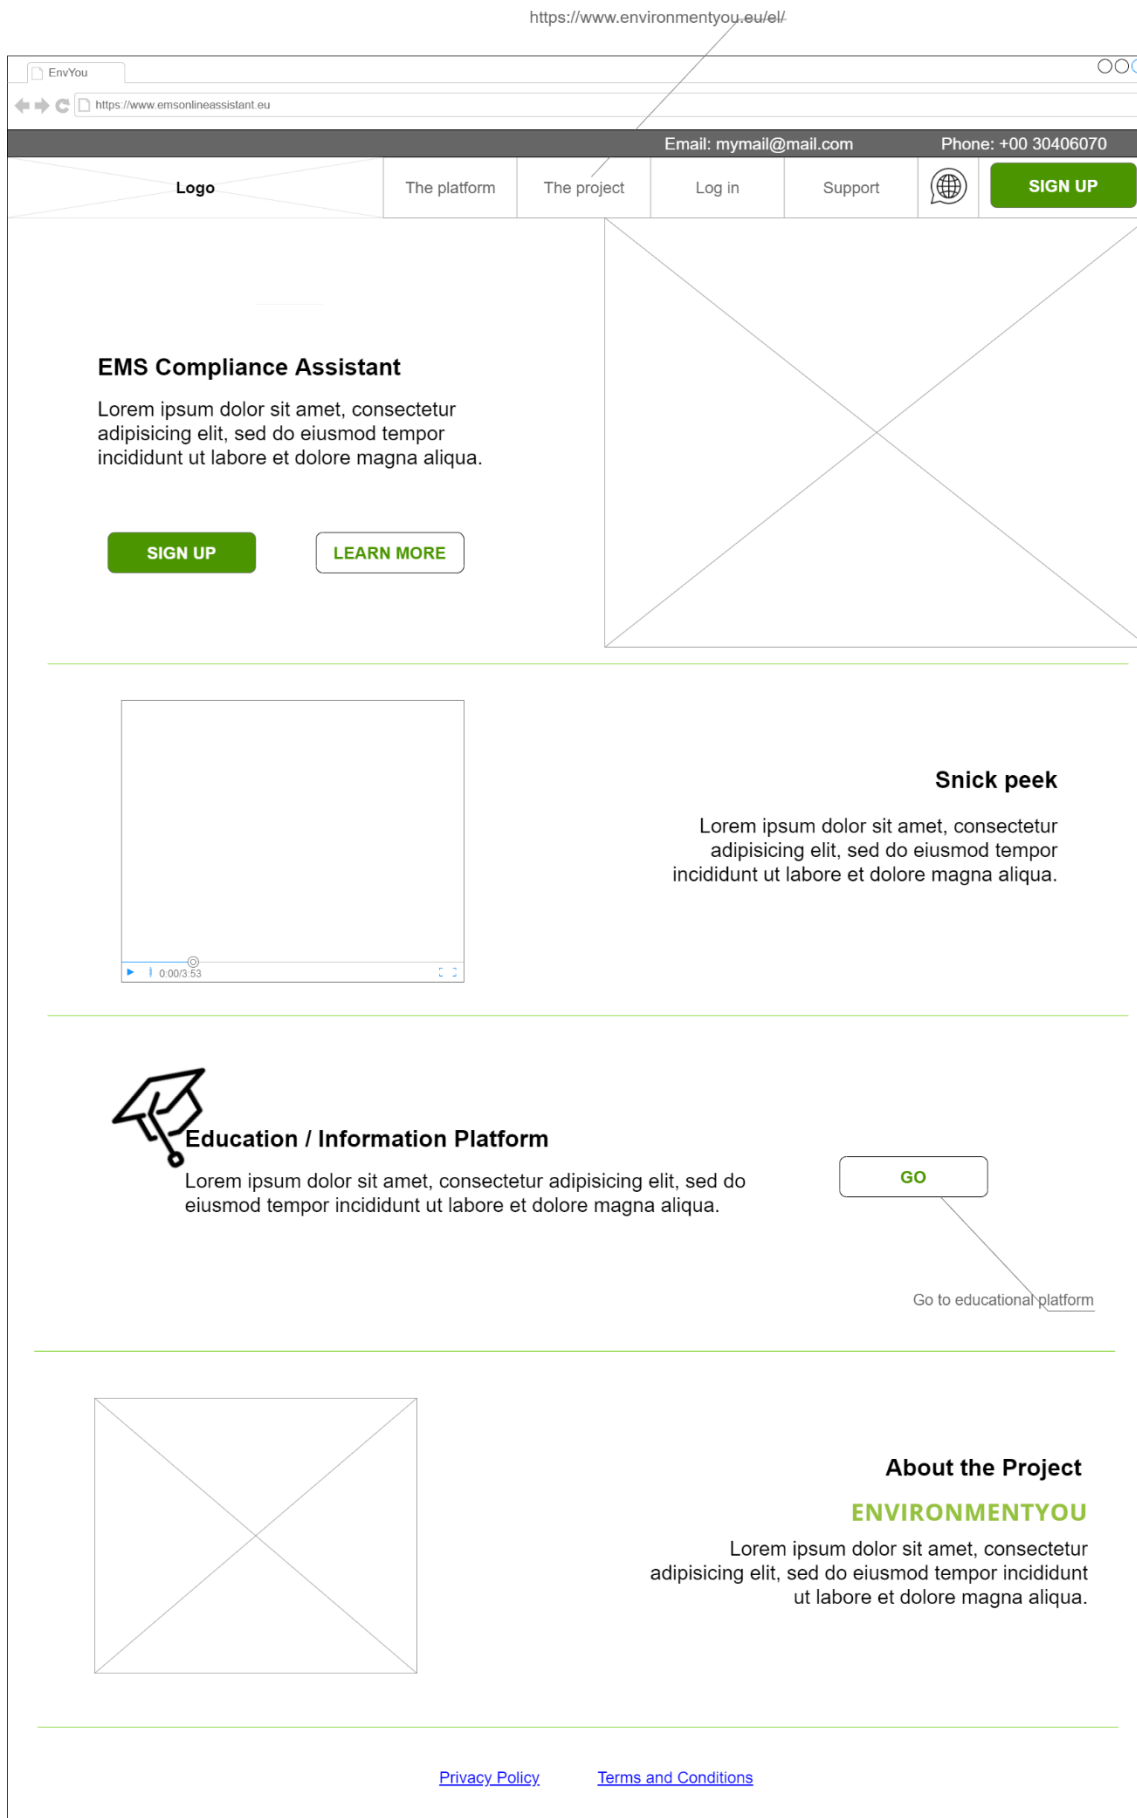 https://www.environmentyou.eu/el/
EnvYou
https://www.emsonlineassistant.eu
Email: mymail@mail.com Phone: +00 30406070
Logo The platform The project Log in Support SIGN UP
EMS Compliance Assistant
Lorem ipsum dolor sit amet, consectetur
adipisicing elit, sed do eiusmod tempor
incididunt ut labore et dolore magna aliqua.
SIGN UP LEARN MORE
Snick peek
Lorem ipsum dolor sit amet, consectetur
adipisicing elit, sed do eiusmod tempor
incididunt ut labore et dolore magna aliqua.
0:00/3:53
Education / Information Platform
Lorem ipsum dolor sit amet, consectetur adipisicing elit, sed do
eiusmod tempor incididunt ut labore et dolore magna aliqua.
GO
Go to educational platform
About the Project
ENVIRONMENTYOU
Lorem ipsum dolor sit amet, consectetur
adipisicing elit, sed do eiusmod tempor incididunt
ut labore et dolore magna aliqua.
Privacy Policy Terms and Conditions